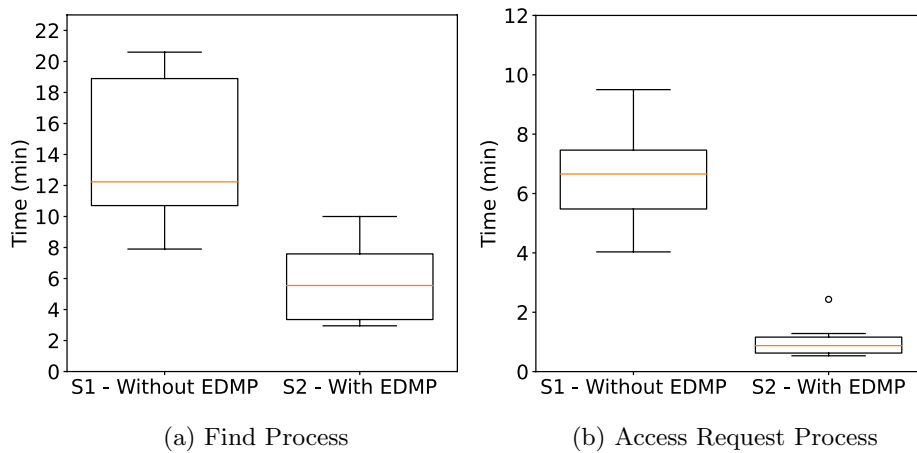 22
20
18
16
14
12
10
8
6
4
2
0
Time (min)
S1 - Without EDMP
S2 - With EDMP
(a) Find Process
12
10
8
6
4
2
0
Time (min)
S1 - Without EDMP
S2 - With EDMP
(b) Access Request Process